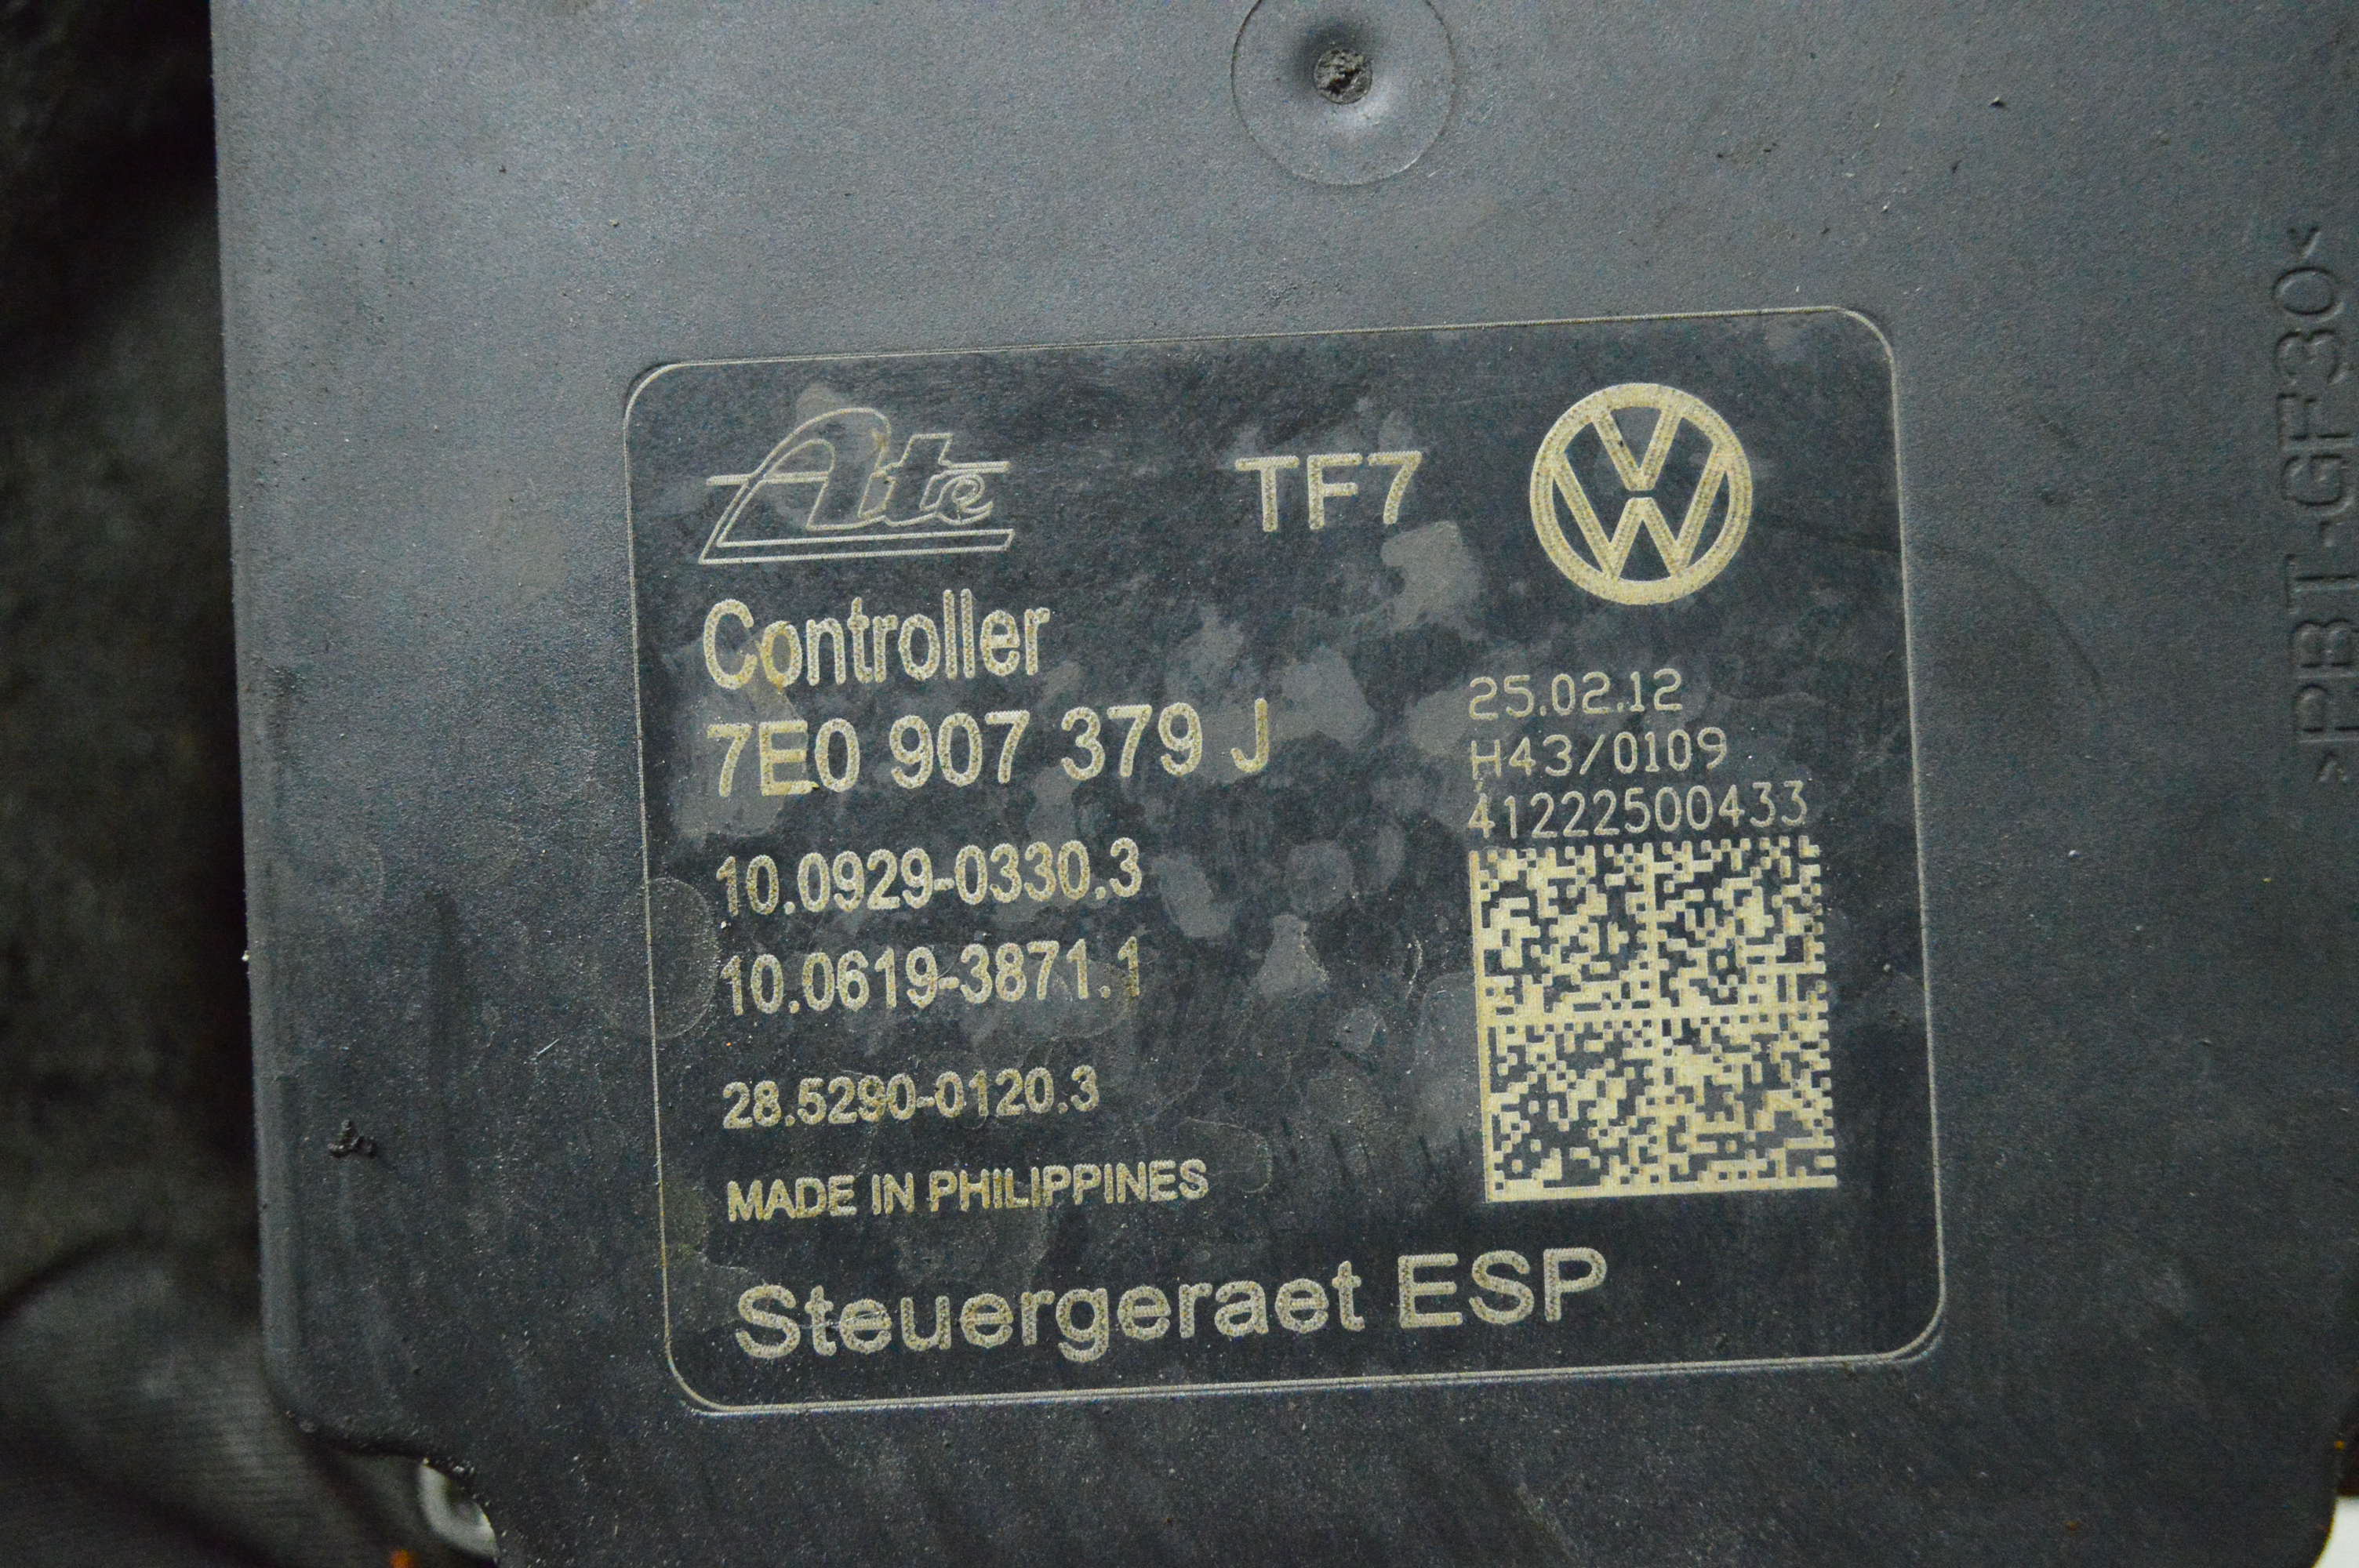 Ate TF7
Controller
7E0 907 379 J
10.0929-0330.3
10.0619-3871.1
28.5290-0120.3
MADE IN PHILIPPINES
Steuergeraet ESP
25.02.12
H43/0109
41222500433
>PBT-GF30<